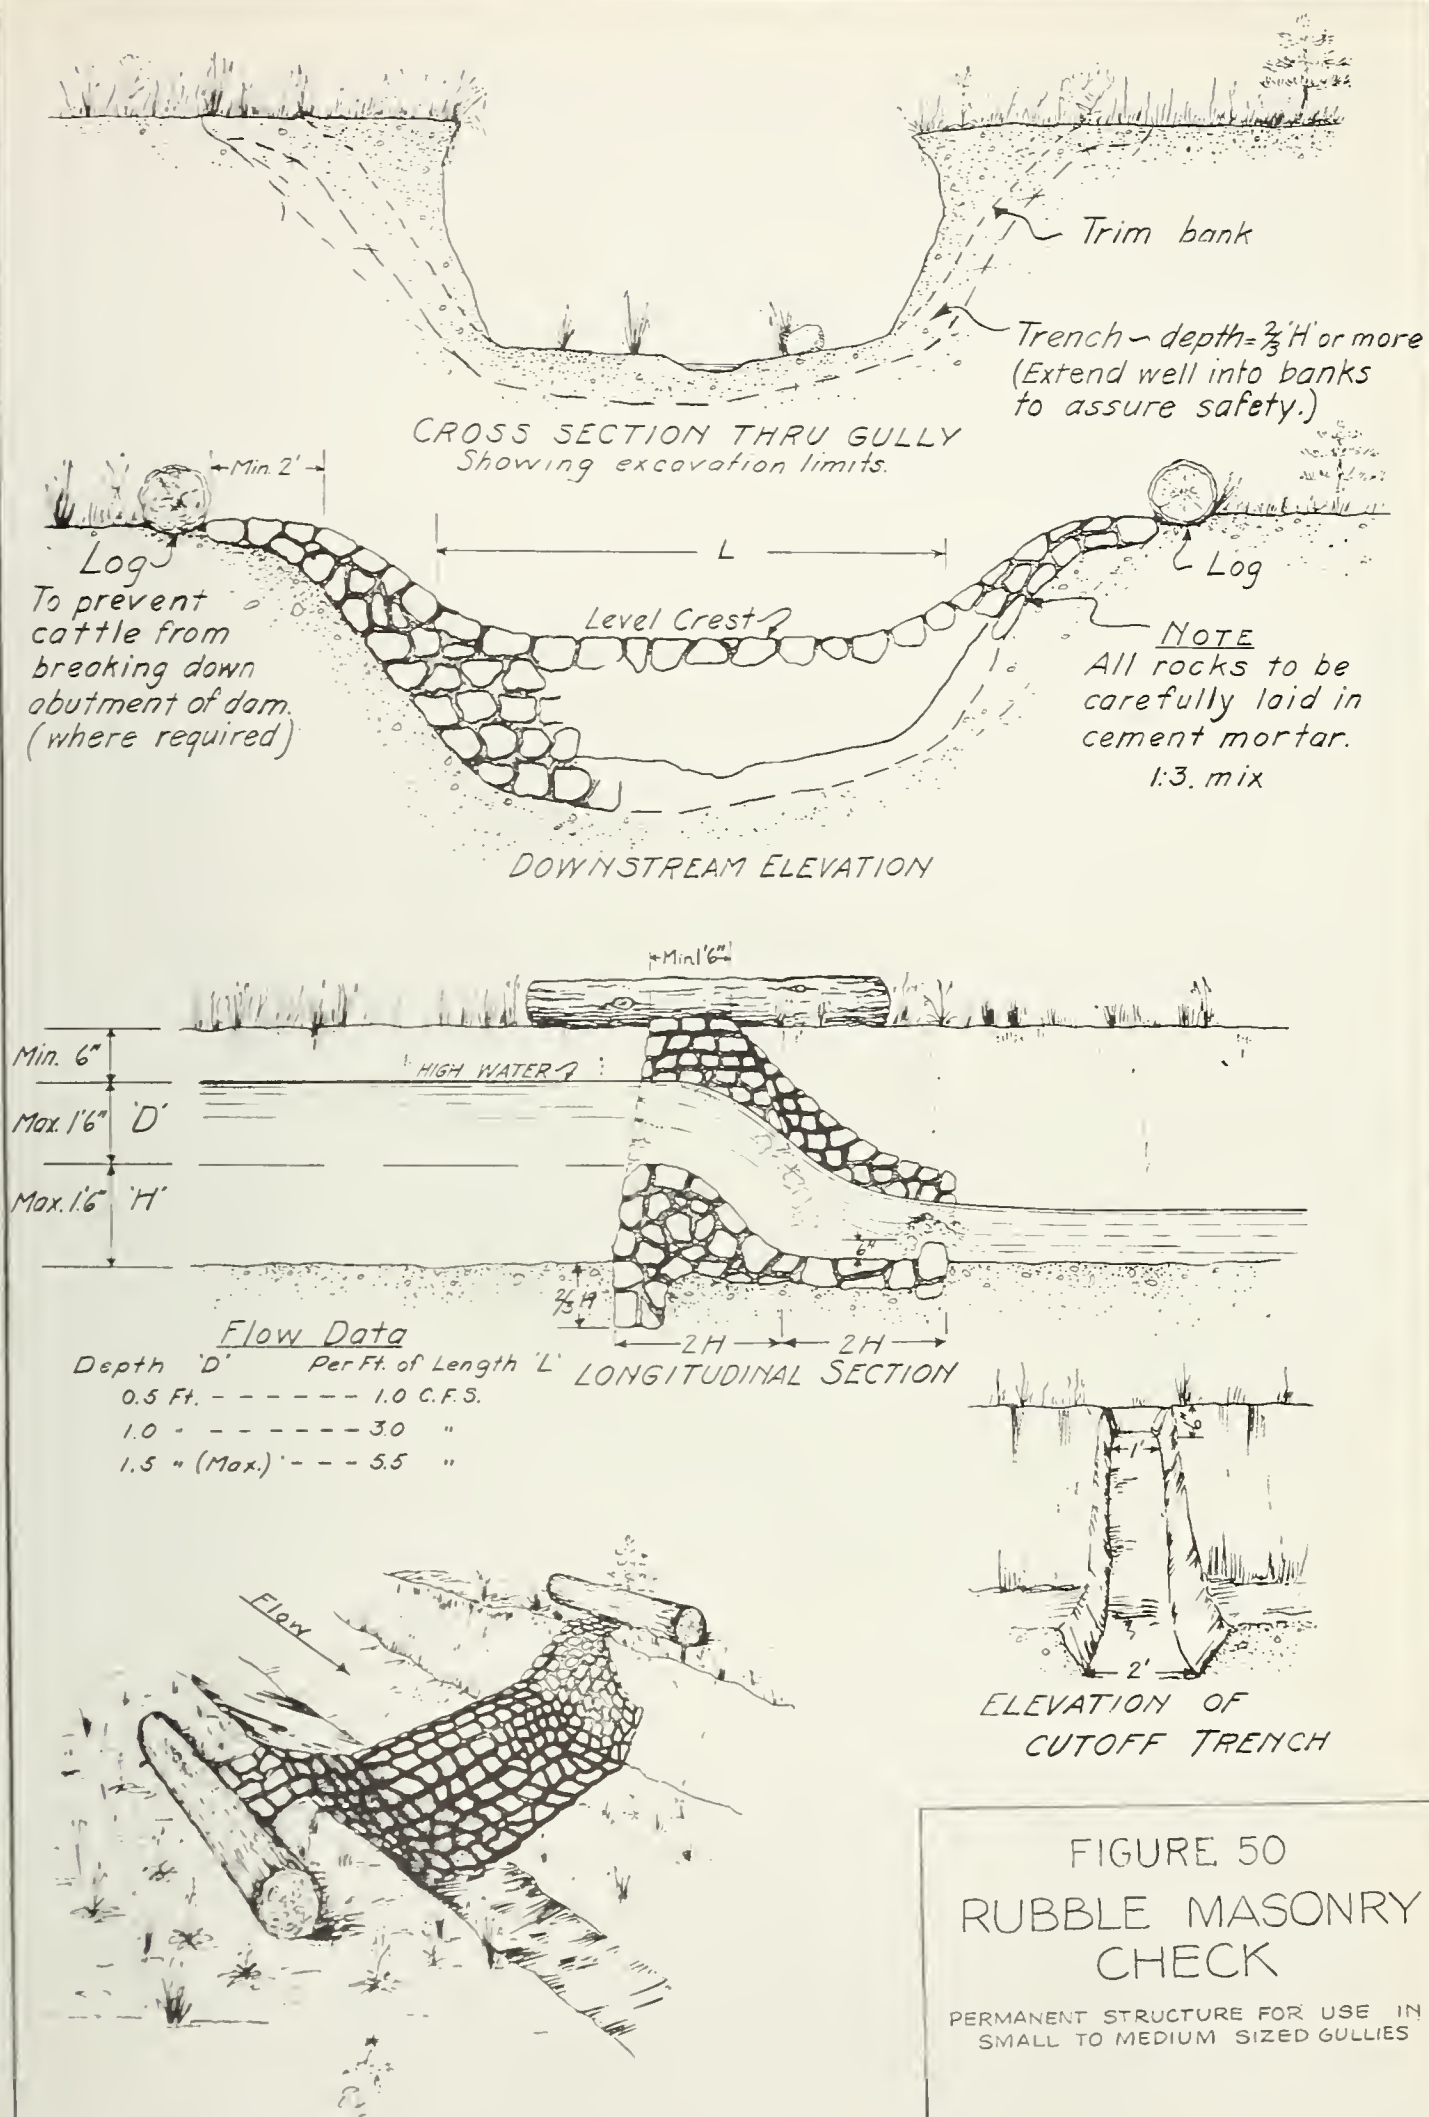 Trim bank
Trench - depth = ⅔ 'H' or more
(Extend well into banks
to assure safety.)
CROSS SECTION THRU GULLY
Showing excavation limits.
Min. 2'
L
Log
To prevent
cattle from
breaking down
abutment of dam.
(where required)
Level Crest
Log
NOTE
All rocks to be
carefully laid in
cement mortar.
1:3. mix
DOWNSTREAM ELEVATION
Min. 1'6"
Min. 6"
HIGH WATER
Max. 1'6" 'D'
Max. 1'6" 'H'
6"
⅔ H
2H 2H
LONGITUDINAL SECTION
Flow Data
Depth 'D' Per Ft. of Length 'L'
0.5 Ft. - - - - - - 1.0 C.F.S.
1.0 " - - - - - - - 3.0 "
1.5 " (Max.) - - - 5.5 "
6"
1'
2'
ELEVATION OF
CUTOFF TRENCH
Flow
FIGURE 50
RUBBLE MASONRY
CHECK
PERMANENT STRUCTURE FOR USE IN
SMALL TO MEDIUM SIZED GULLIES